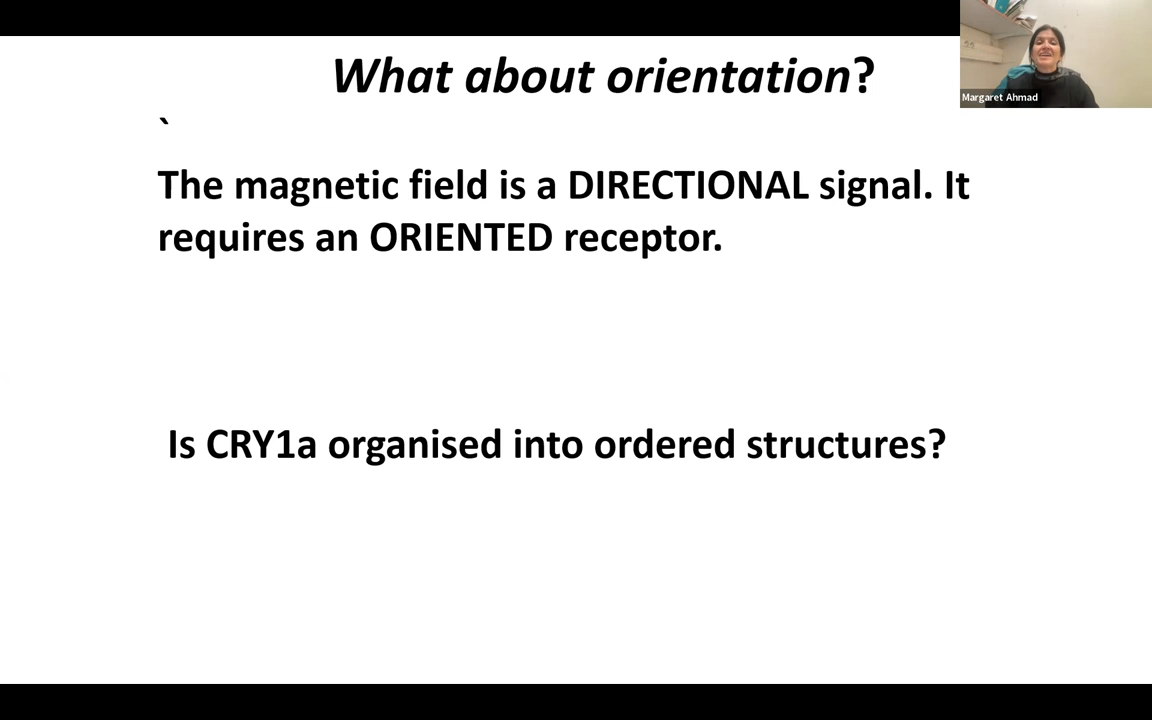 What about orientation?
Margaret Ahmad
`
The magnetic field is a DIRECTIONAL signal. It
requires an ORIENTED receptor.
Is CRY1a organised into ordered structures?